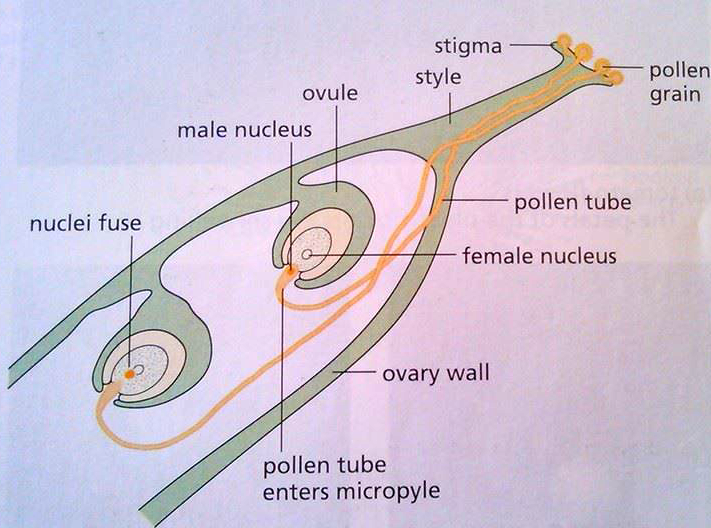 stigma
pollen
grain
style
ovule
male nucleus
pollen tube
nuclei fuse
female nucleus
ovary wall
pollen tube
enters micropyle